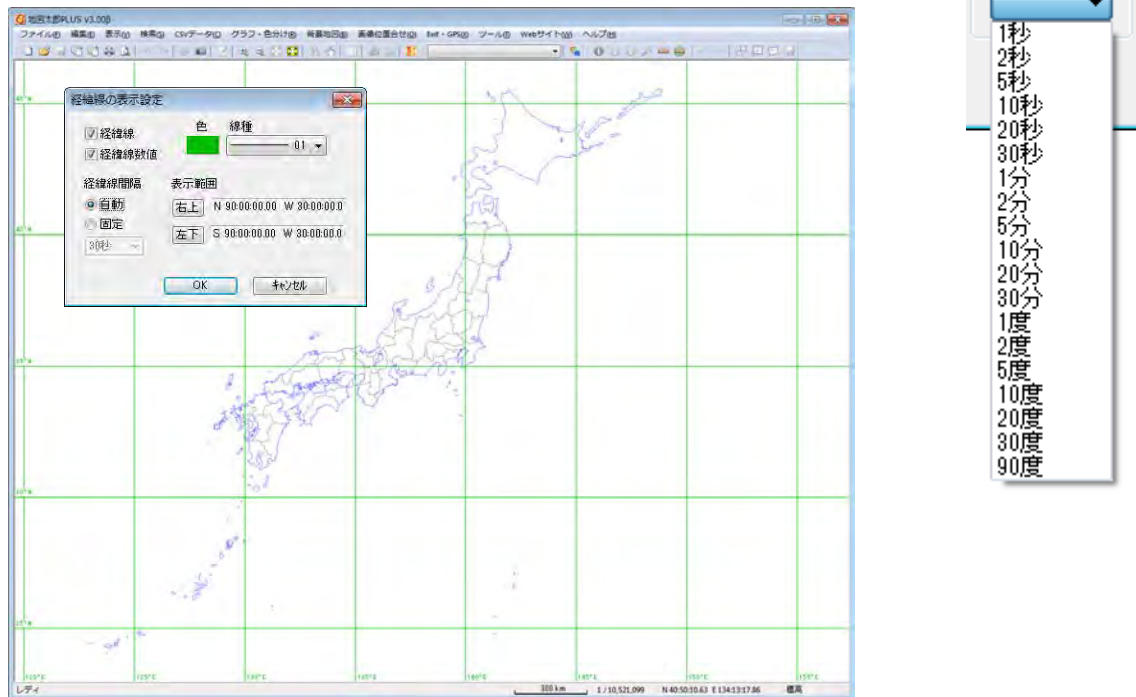 地図太郎PLUS v3.00β
ファイル(F) 編集(E) 表示(V) 検索(S) CSVデータ(D) グラフ・色分け(B) 背景地図(B) 画像位置合せ(Q) ツール(T) Webサイト(W) ヘルプ(H)
経緯線の表示設定
経緯線
経緯線数値
色 線種
01
経緯線間隔
自動
固定
30秒
表示範囲
右上 N 90:00:00.00 W 30:00:00.0
左下 S 90:00:00.00 W 30:00:00.0
OK キャンセル
レディ 300 km 1 / 10,521,099 N 40:50:30.63 E 134:13:17.86 標高
1秒
2秒
5秒
10秒
20秒
30秒
1分
2分
5分
10分
20分
30分
1度
2度
5度
10度
20度
30度
90度